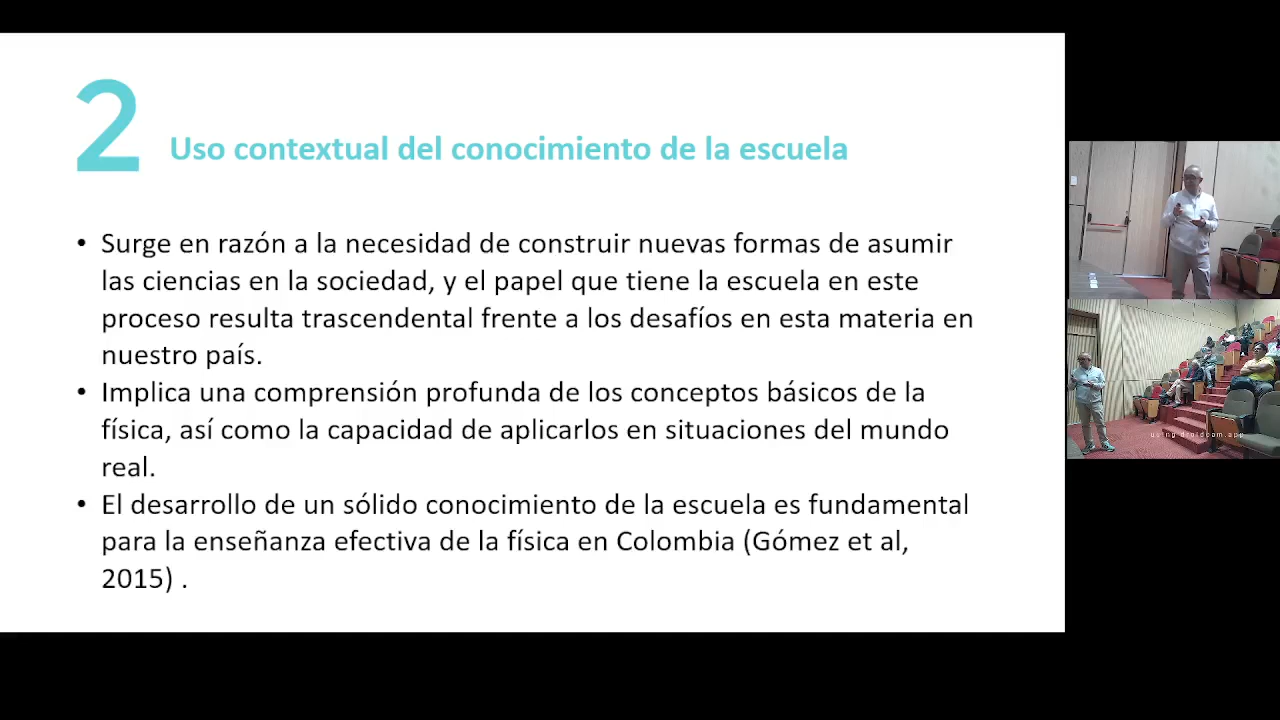 2
Uso contextual del conocimiento de la escuela
• Surge en razón a la necesidad de construir nuevas formas de asumir
las ciencias en la sociedad, y el papel que tiene la escuela en este
proceso resulta trascendental frente a los desafíos en esta materia en
nuestro país.
• Implica una comprensión profunda de los conceptos básicos de la
física, así como la capacidad de aplicarlos en situaciones del mundo
real.
• El desarrollo de un sólido conocimiento de la escuela es fundamental
para la enseñanza efectiva de la física en Colombia (Gómez et al,
2015) .
using droidcam.app